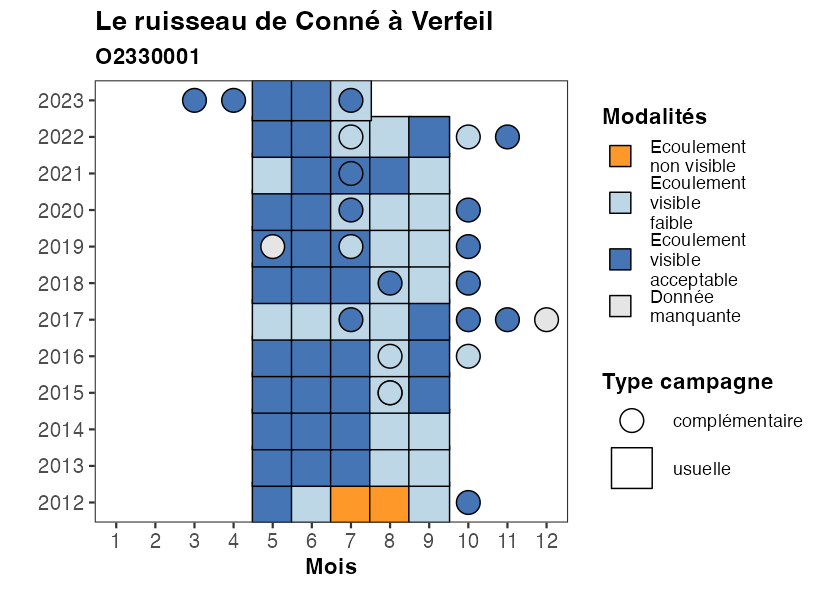 Le ruisseau de Conné à Verfeil
O2330001
2023
2022
2021
2020
2019
2018
2017
2016
2015
2014
2013
2012
1 2 3 4 5 6 7 8 9 10 11 12
Mois
Modalités
Ecoulement
non visible
Ecoulement
visible
faible
Ecoulement
visible
acceptable
Donnée
manquante
Type campagne
complémentaire
usuelle